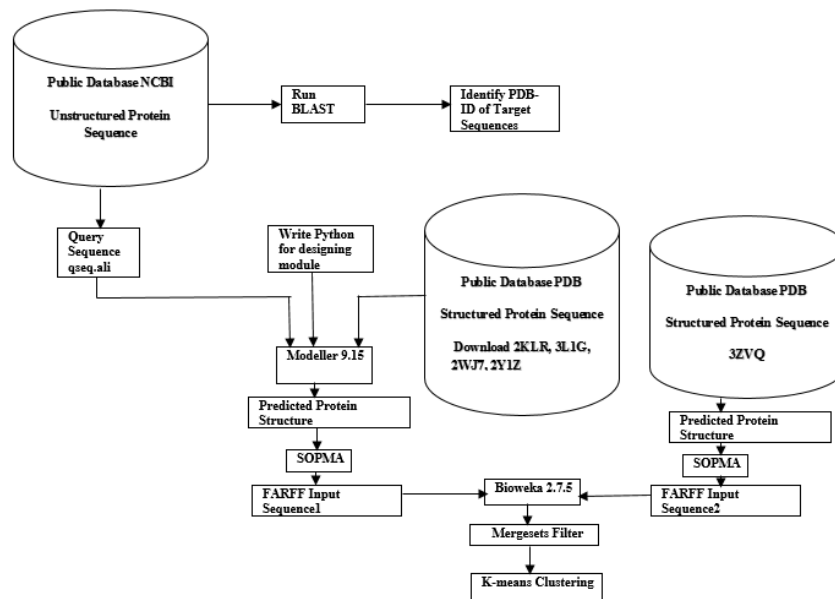 Public Database NCBI
Unstructured Protein
Sequence
Run
BLAST
Identify PDB-
ID of Target
Sequences
Query
Sequence
qseq.ali
Write Python
for designing
module
Public Database PDB
Structured Protein Sequence
Download 2KLR, 3L1G,
2WJ7, 2Y1Z
Public Database PDB
Structured Protein Sequence
3ZVQ
Modeller 9.15
Predicted Protein
Structure
SOPMA
FARFF Input
Sequence1
Predicted Protein
Structure
SOPMA
FARFF Input
Sequence2
Bioweka 2.7.5
Mergesets Filter
K-means Clustering